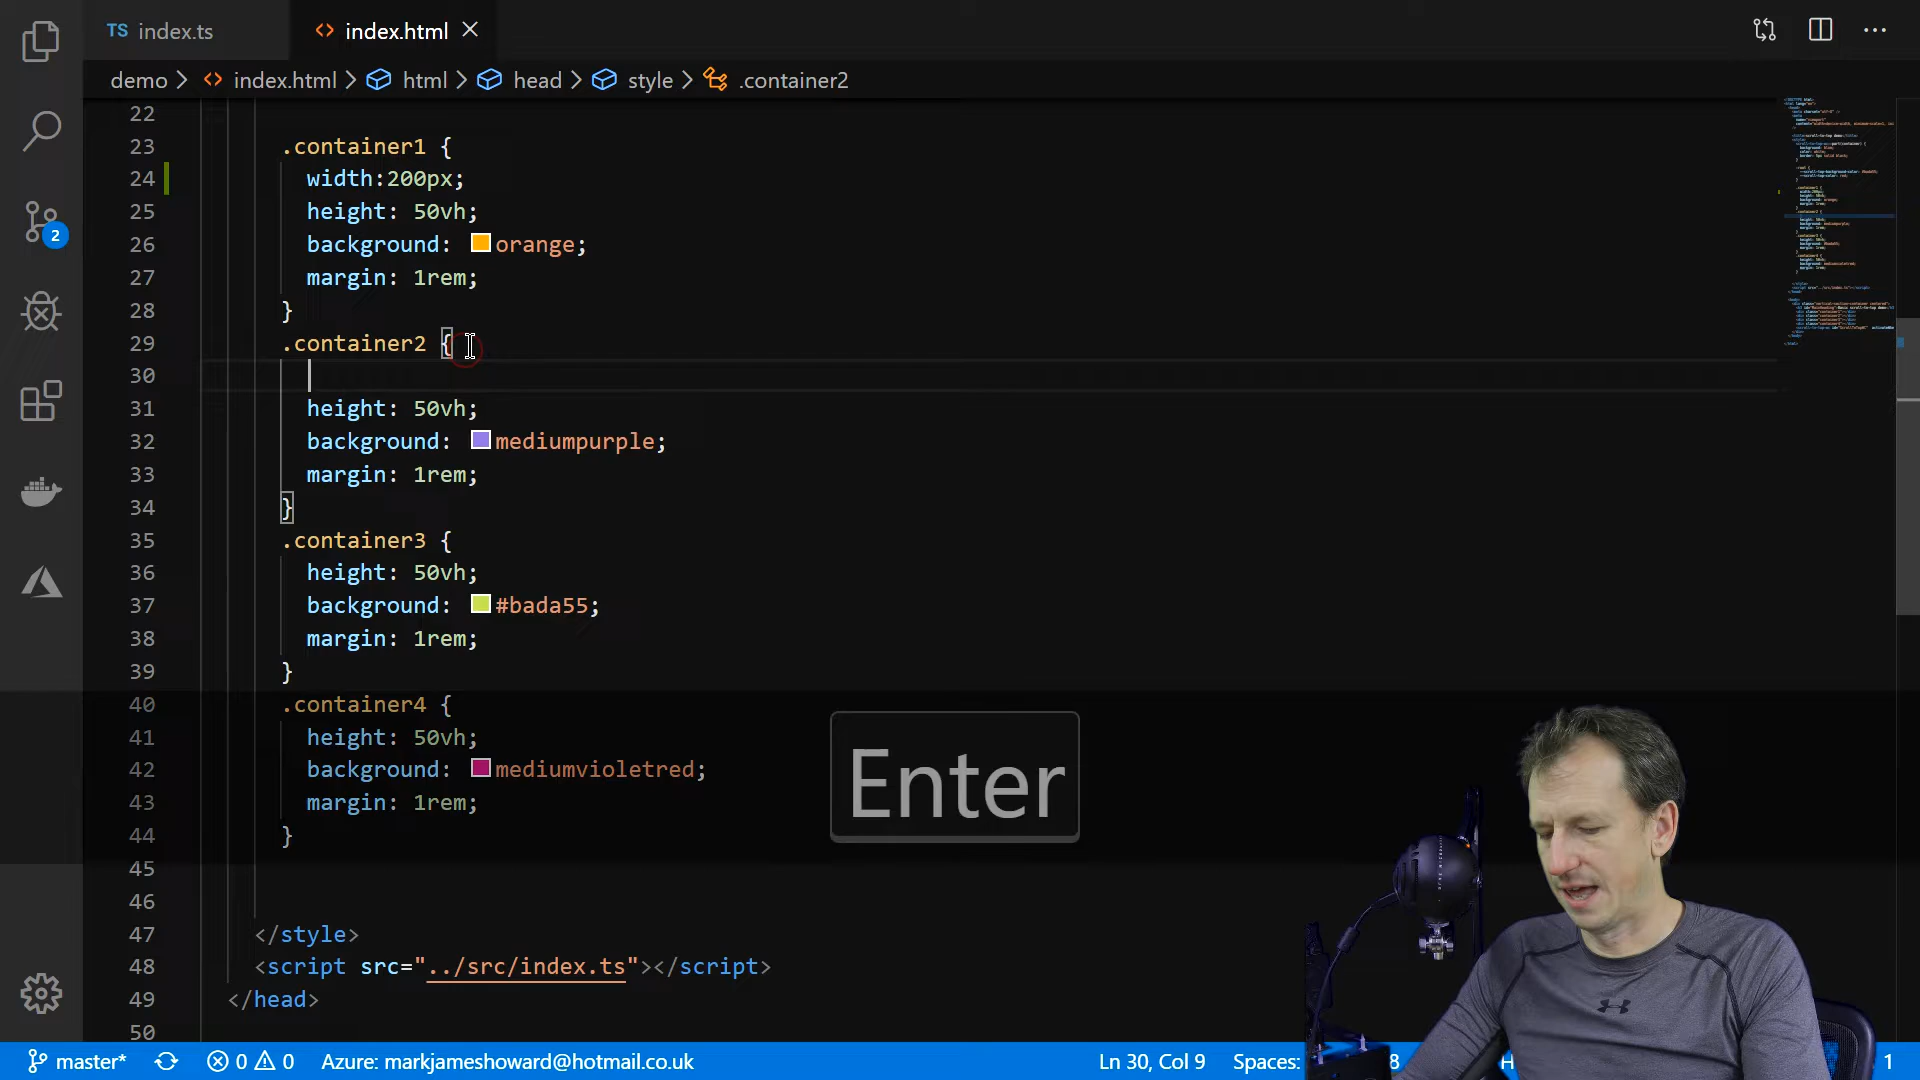 TS index.ts
index.html
demo index.html html head style .container2
22
23 .container1 {
24 width:200px;
25 height: 50vh;
26 background: orange;
27 margin: 1rem;
28 }
29 .container2 {
30
31 height: 50vh;
32 background: mediumpurple;
33 margin: 1rem;
34 }
35 .container3 {
36 height: 50vh;
37 background: #bada55;
38 margin: 1rem;
39 }
40 .container4 {
41 height: 50vh;
42 background: mediumvioletred;
43 margin: 1rem;
44 }
45
46
47 </style>
48 <script src="../src/index.ts"></script>
49 </head>
50
2
Enter
master* 0 0 Azure: markjameshoward@hotmail.co.uk Ln 30, Col 9 Spaces: 8 H 1